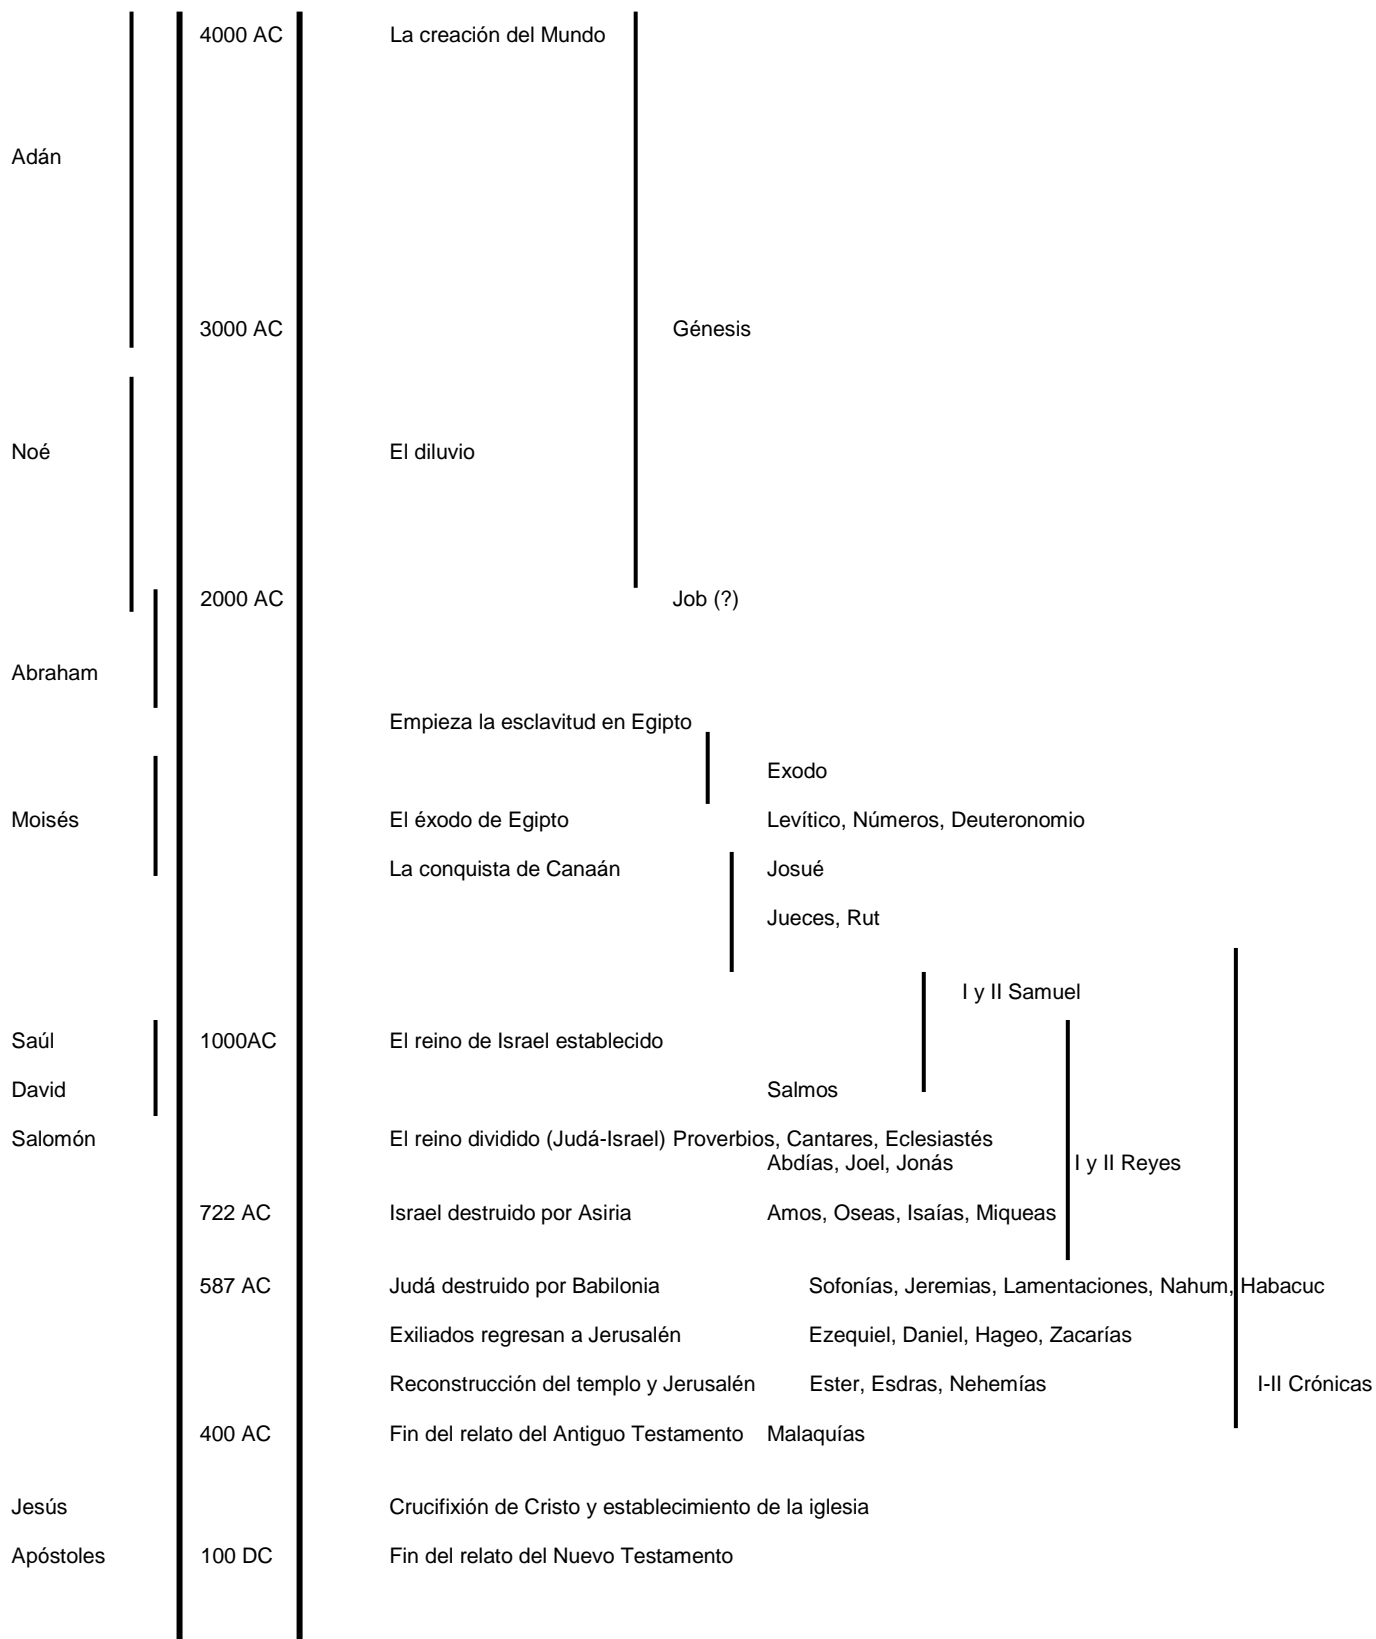 4000 AC La creación del Mundo
Adán
3000 AC Génesis
Noé El diluvio
2000 AC Job (?)
Abraham
Empieza la esclavitud en Egipto
Exodo
Moisés El éxodo de Egipto Levítico, Números, Deuteronomio
La conquista de Canaán Josué
Jueces, Rut
I y II Samuel
Saúl 1000AC El reino de Israel establecido
David Salmos
Salomón El reino dividido (Judá-Israel) Proverbios, Cantares, Eclesiastés
Abdías, Joel, Jonás I y II Reyes
722 AC Israel destruido por Asiria Amos, Oseas, Isaías, Miqueas
587 AC Judá destruido por Babilonia Sofonías, Jeremias, Lamentaciones, Nahum, Habacuc
Exiliados regresan a Jerusalén Ezequiel, Daniel, Hageo, Zacarías
Reconstrucción del templo y Jerusalén Ester, Esdras, Nehemías I-II Crónicas
400 AC Fin del relato del Antiguo Testamento Malaquías
Jesús Crucifixión de Cristo y establecimiento de la iglesia
Apóstoles 100 DC Fin del relato del Nuevo Testamento